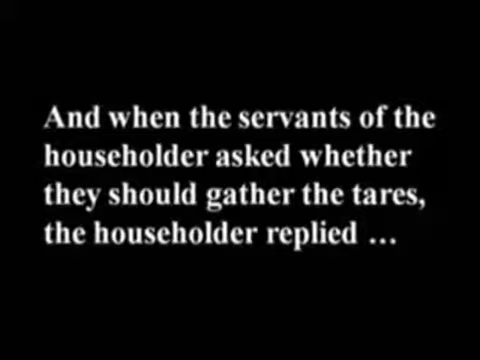 And when the servants of the
householder asked whether
they should gather the tares,
the householder replied …